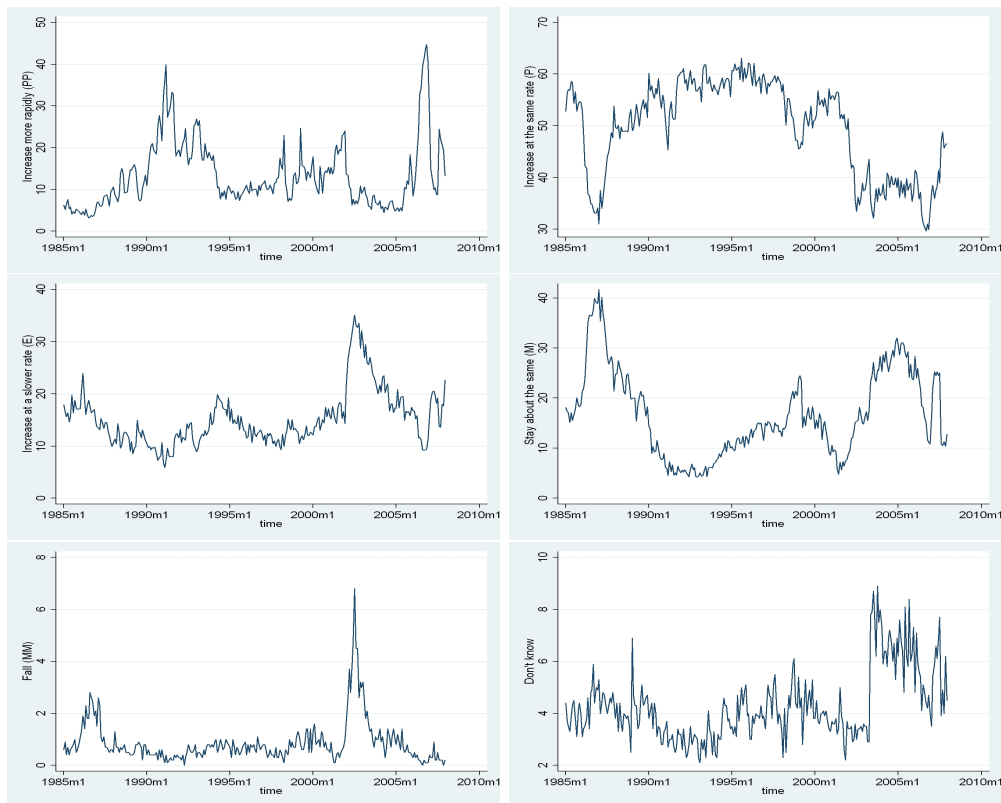 Increase more rapidly (PP)
50
40
30
20
10
0
1985m1 1990m1 1995m1 2000m1 2005m1 2010m1
time
Increase at the same rate (P)
70
60
50
40
30
1985m1 1990m1 1995m1 2000m1 2005m1 2010m1
time
Increase at a slower rate (E)
40
30
20
10
0
1985m1 1990m1 1995m1 2000m1 2005m1 2010m1
time
Stay about the same (M)
40
30
20
10
0
1985m1 1990m1 1995m1 2000m1 2005m1 2010m1
time
Fall (MM)
8
6
4
2
0
1985m1 1990m1 1995m1 2000m1 2005m1 2010m1
time
Don't know
10
8
6
4
2
1985m1 1990m1 1995m1 2000m1 2005m1 2010m1
time